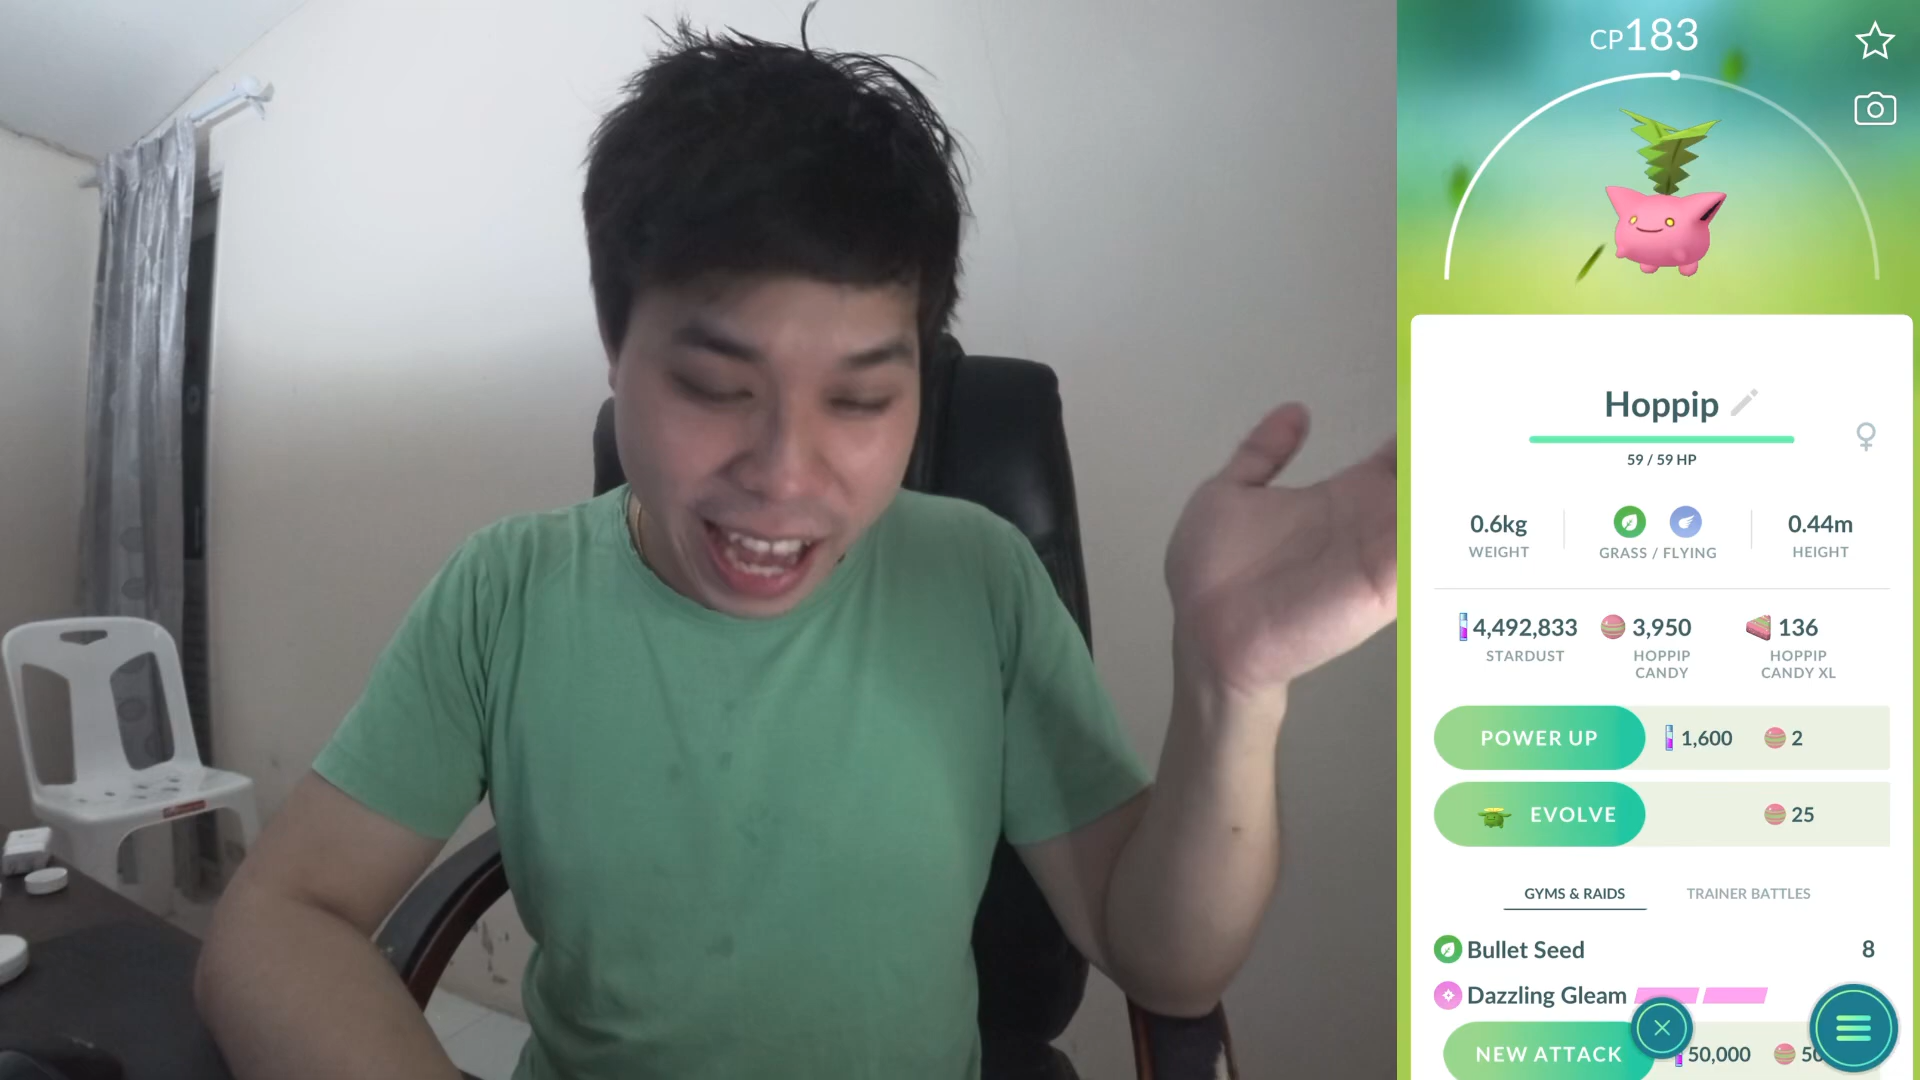 CP183
Hoppip
♀
59 / 59 HP
0.6kg
WEIGHT
GRASS / FLYING
0.44m
HEIGHT
4,492,833
STARDUST
3,950
HOPPIP
CANDY
136
HOPPIP
CANDY XL
POWER UP 1,600 2
EVOLVE 25
GYMS & RAIDS TRAINER BATTLES
Bullet Seed 8
Dazzling Gleam
NEW ATTACK 50,000